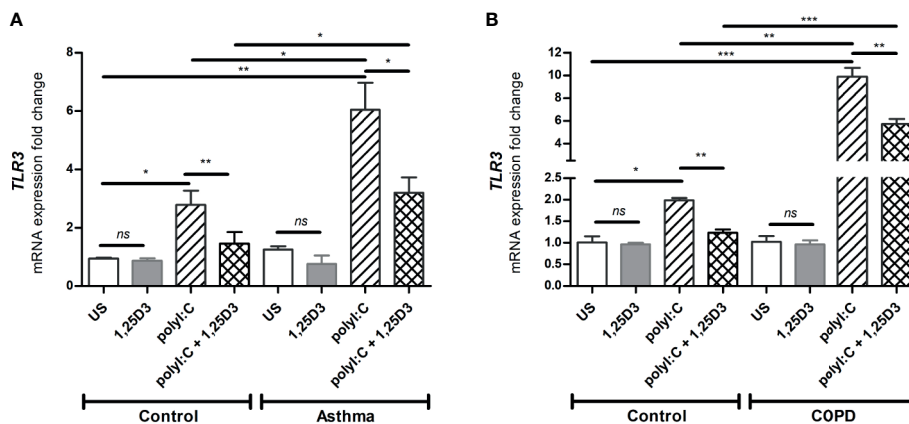 A
TLR3
mRNA expression fold change
8
6
4
2
0
*
*
**
*
*
**
ns
ns
US
1,25D3
polyI:C
polyI:C + 1,25D3
US
1,25D3
polyI:C
polyI:C + 1,25D3
Control
Asthma
B
TLR3
mRNA expression fold change
12
10
8
6
4
2.5
2.0
1.5
1.0
0.5
0.0
***
**
***
**
*
**
ns
ns
US
1,25D3
polyI:C
polyI:C + 1,25D3
US
1,25D3
polyI:C
polyI:C + 1,25D3
Control
COPD